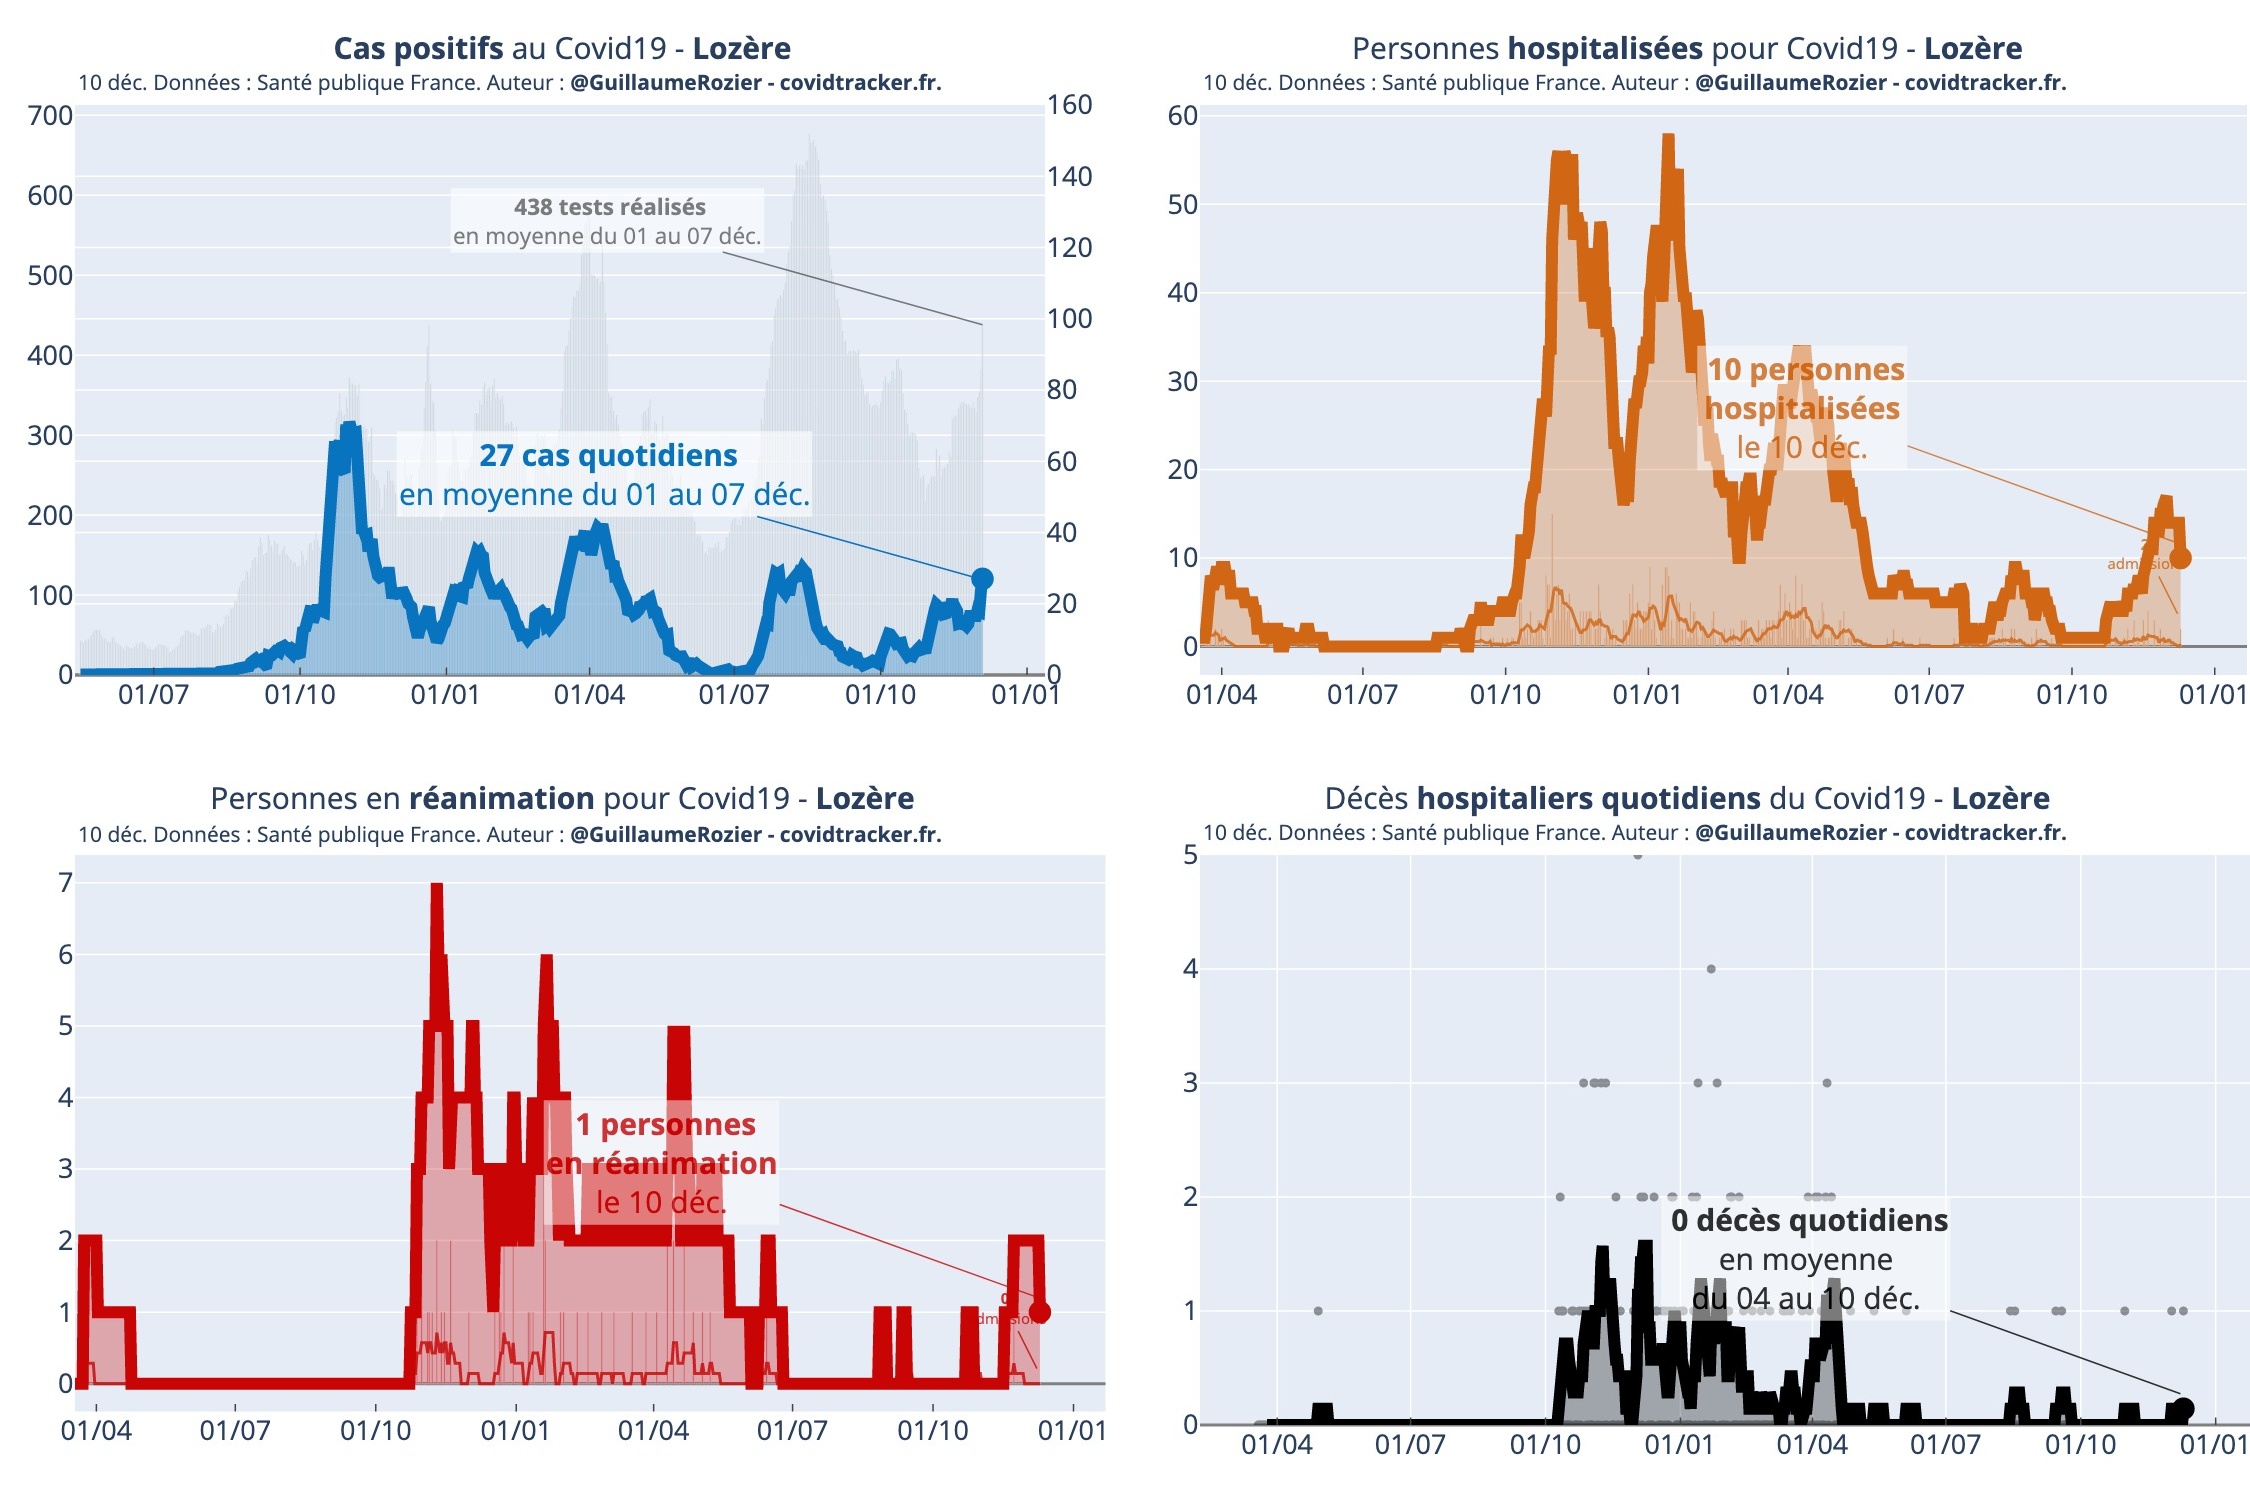 Cas positifs au Covid19 - Lozère
10 déc. Données : Santé publique France. Auteur : @GuillaumeRozier - covidtracker.fr.
700
600
500
400
300
200
100
0
160
140
120
100
80
60
40
20
0
438 tests réalisés
en moyenne du 01 au 07 déc.
27 cas quotidiens
en moyenne du 01 au 07 déc.
01/07 01/10 01/01 01/04 01/07 01/10 01/01
Personnes hospitalisées pour Covid19 - Lozère
10 déc. Données : Santé publique France. Auteur : @GuillaumeRozier - covidtracker.fr.
60
50
40
30
20
10
0
10 personnes
hospitalisées
le 10 déc.
01/04 01/07 01/10 01/01 01/04 01/07 01/10 01/01
Personnes en réanimation pour Covid19 - Lozère
10 déc. Données : Santé publique France. Auteur : @GuillaumeRozier - covidtracker.fr.
7
6
5
4
3
2
1
0
1 personnes
en réanimation
le 10 déc.
01/04 01/07 01/10 01/01 01/04 01/07 01/10 01/01
Décès hospitaliers quotidiens du Covid19 - Lozère
10 déc. Données : Santé publique France. Auteur : @GuillaumeRozier - covidtracker.fr.
5
4
3
2
1
0
0 décès quotidiens
en moyenne
du 04 au 10 déc.
01/04 01/07 01/10 01/01 01/04 01/07 01/10 01/01